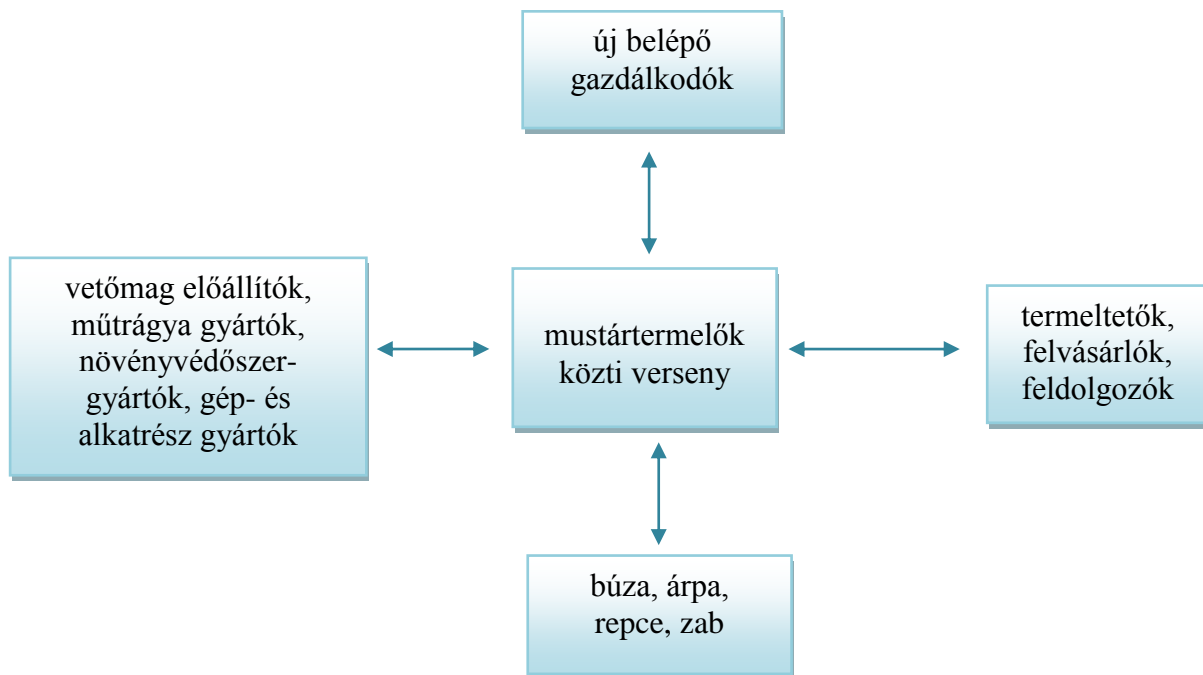 új belépő
gazdálkodók
vetőmag előállítók,
műtrágya gyártók,
növényvédőszer-
gyártók, gép- és
alkatrész gyártók
mustártermelők
közti verseny
termeltetők,
felvásárlók,
feldolgozók
búza, árpa,
repce, zab